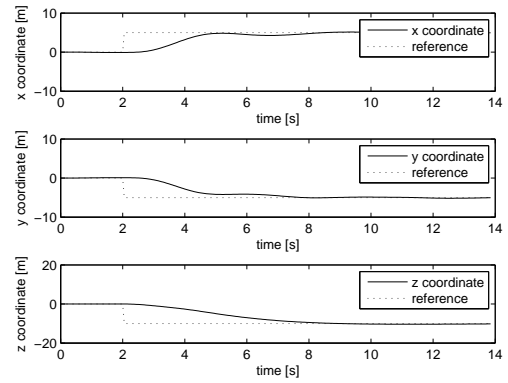 10
0
−10
x coordinate [m]
x coordinate
reference
0 2 4 6 8 10 12 14
time [s]
10
0
−10
y coordinate [m]
y coordinate
reference
0 2 4 6 8 10 12 14
time [s]
20
0
−20
z coordinate [m]
z coordinate
reference
0 2 4 6 8 10 12 14
time [s]